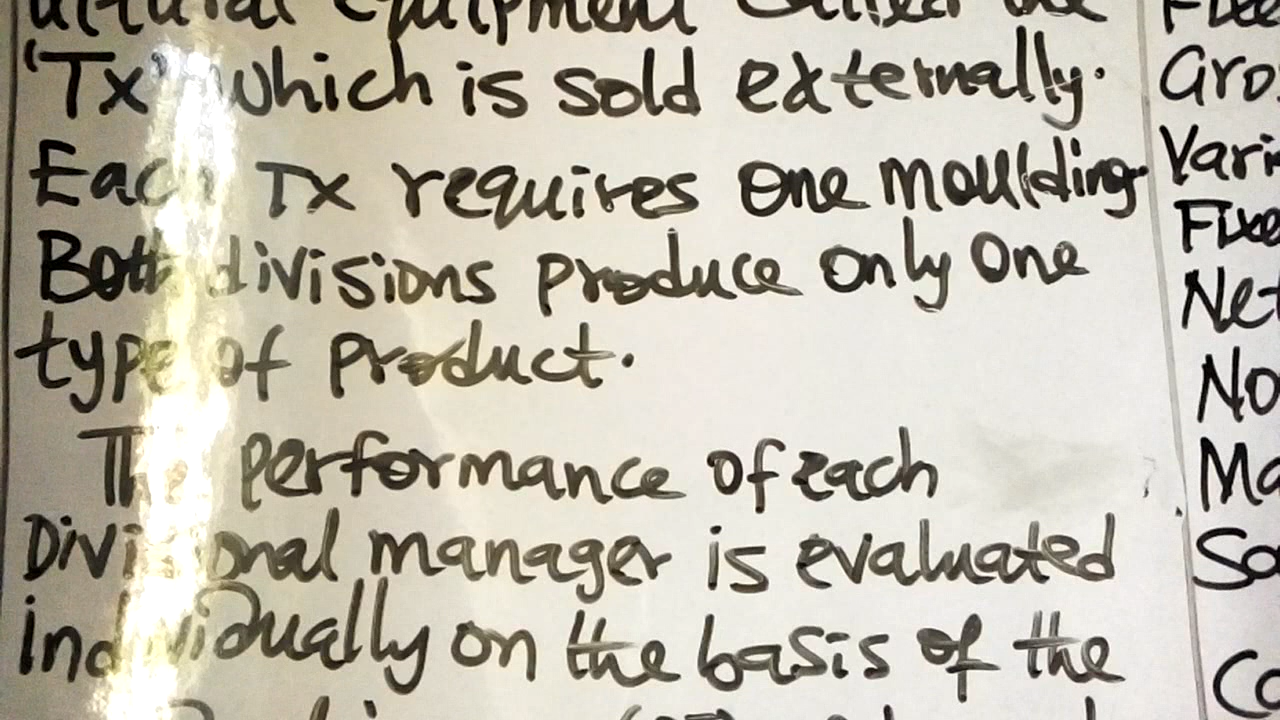 'Tx' which is sold externally.
Each Tx requires one moulding.
Both divisions produce only One
type of product.
The performance of each
Divisional manager is evaluated
individually on the basis of the
Gro
Vari
Fixe
Net
No
Ma
Sa
Co